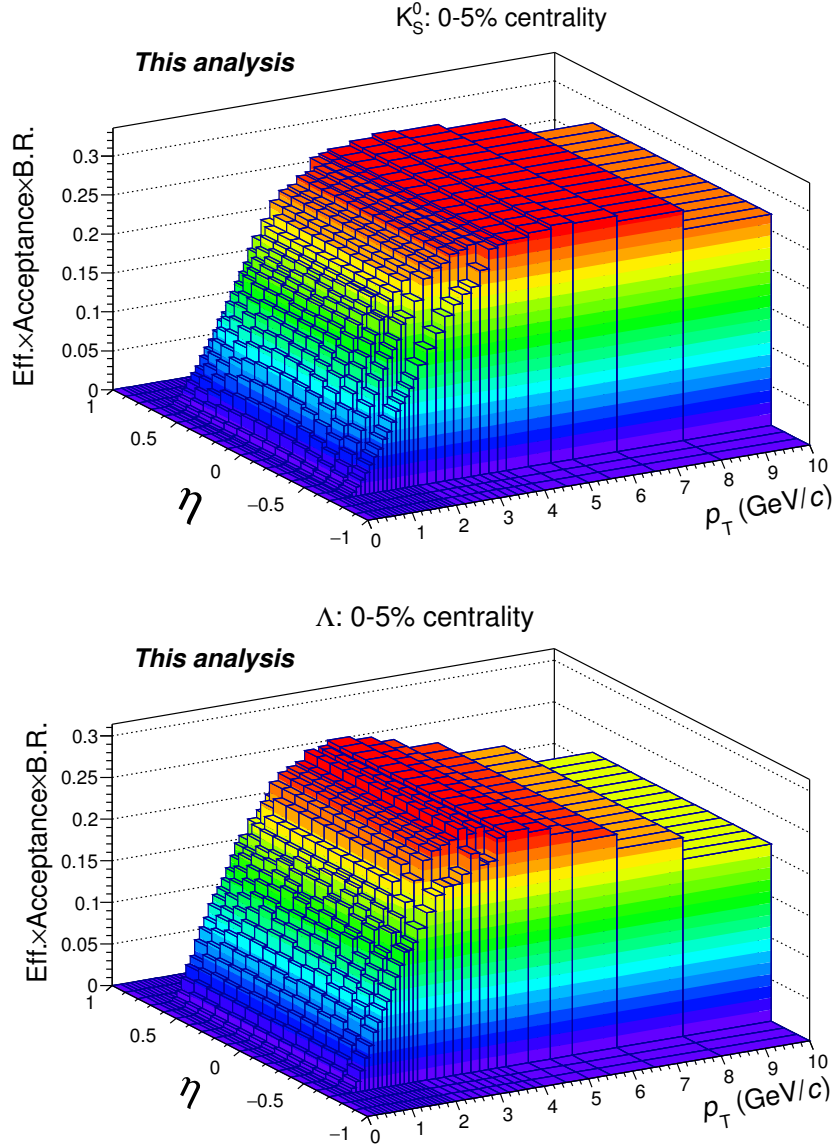 K⁰_S: 0-5% centrality
This analysis
Eff.×Acceptance×B.R.
0.3
0.25
0.2
0.15
0.1
0.05
0
1
0.5
0
−0.5
−1
η
0 1 2 3 4 5 6 7 8 9 10
p_T (GeV/c)
Λ: 0-5% centrality
This analysis
Eff.×Acceptance×B.R.
0.3
0.25
0.2
0.15
0.1
0.05
0
1
0.5
0
−0.5
−1
η
0 1 2 3 4 5 6 7 8 9 10
p_T (GeV/c)